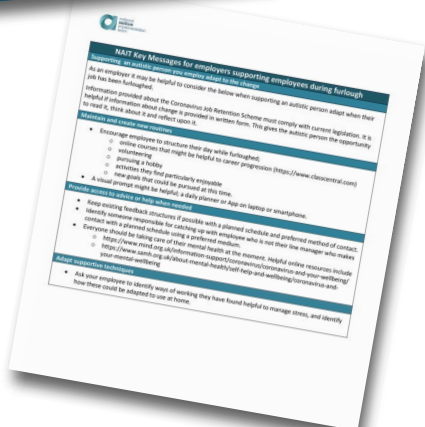 national
autism
implementation
team
NAIT Key Messages for employers supporting employees during furlough
Supporting an autistic person you employ adapt to the change
As an employer it may be helpful to consider the below when supporting an autistic person adapt when their
job has been furloughed.
Information provided about the Coronavirus Job Retention Scheme must comply with current legislation. It is
helpful if information about change is provided in written form. This gives the autistic person the opportunity
to read it, think about it and reflect upon it.
Maintain and create new routines
• Encourage employee to structure their day while furloughed;
o online courses that might be helpful to career progression (https://www.classcentral.com)
o volunteering
o pursuing a hobby
o activities they find particularly enjoyable
o new goals that could be pursued at this time.
• A visual prompt might be helpful; a daily planner or App on laptop or smartphone.
Provide access to advice or help when needed
• Keep existing feedback structures if possible with a planned schedule and preferred method of contact.
• Identify someone responsible for catching up with employee who is not their line manager who makes
contact with a planned schedule using a preferred medium.
• Everyone should be taking care of their mental health at the moment. Helpful online resources include
o https://www.mind.org.uk/information-support/coronavirus/coronavirus-and-your-wellbeing/
o https://www.samh.org.uk/about-mental-health/self-help-and-wellbeing/coronavirus-and-
your-mental-wellbeing
Adapt supportive techniques
• Ask your employee to identify ways of working they have found helpful to manage stress, and identify
how these could be adapted to use at home.